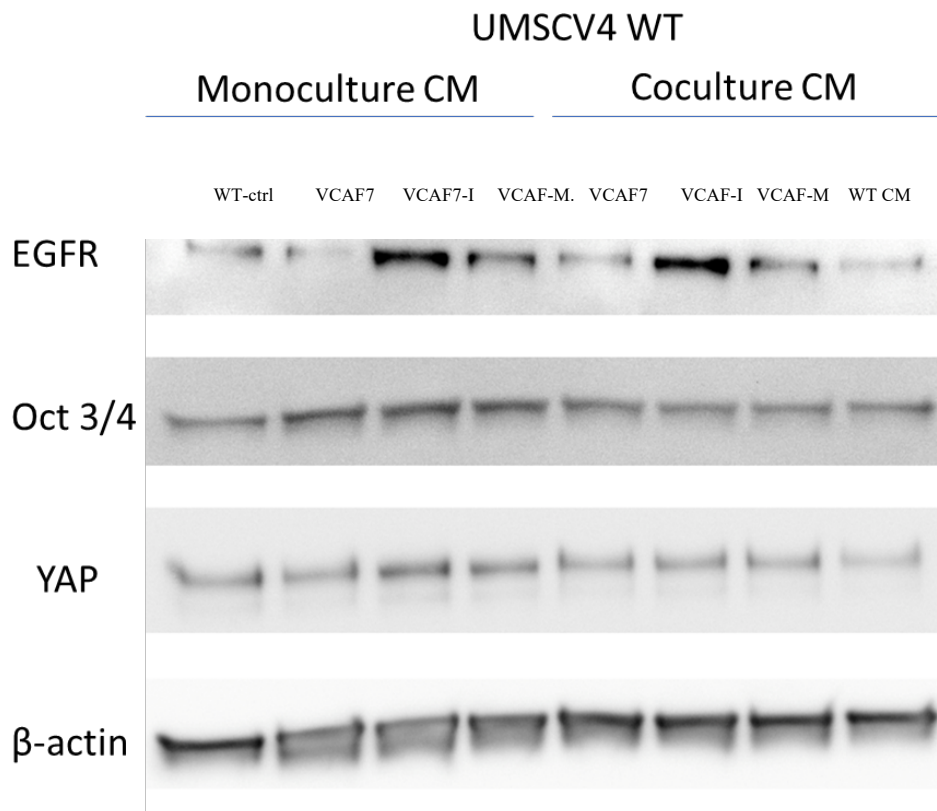 UMSCV4 WT
Monoculture CM Coculture CM
WT-ctrl VCAF7 VCAF7-I VCAF-M. VCAF7 VCAF-I VCAF-M WT CM
EGFR
Oct 3/4
YAP
β-actin